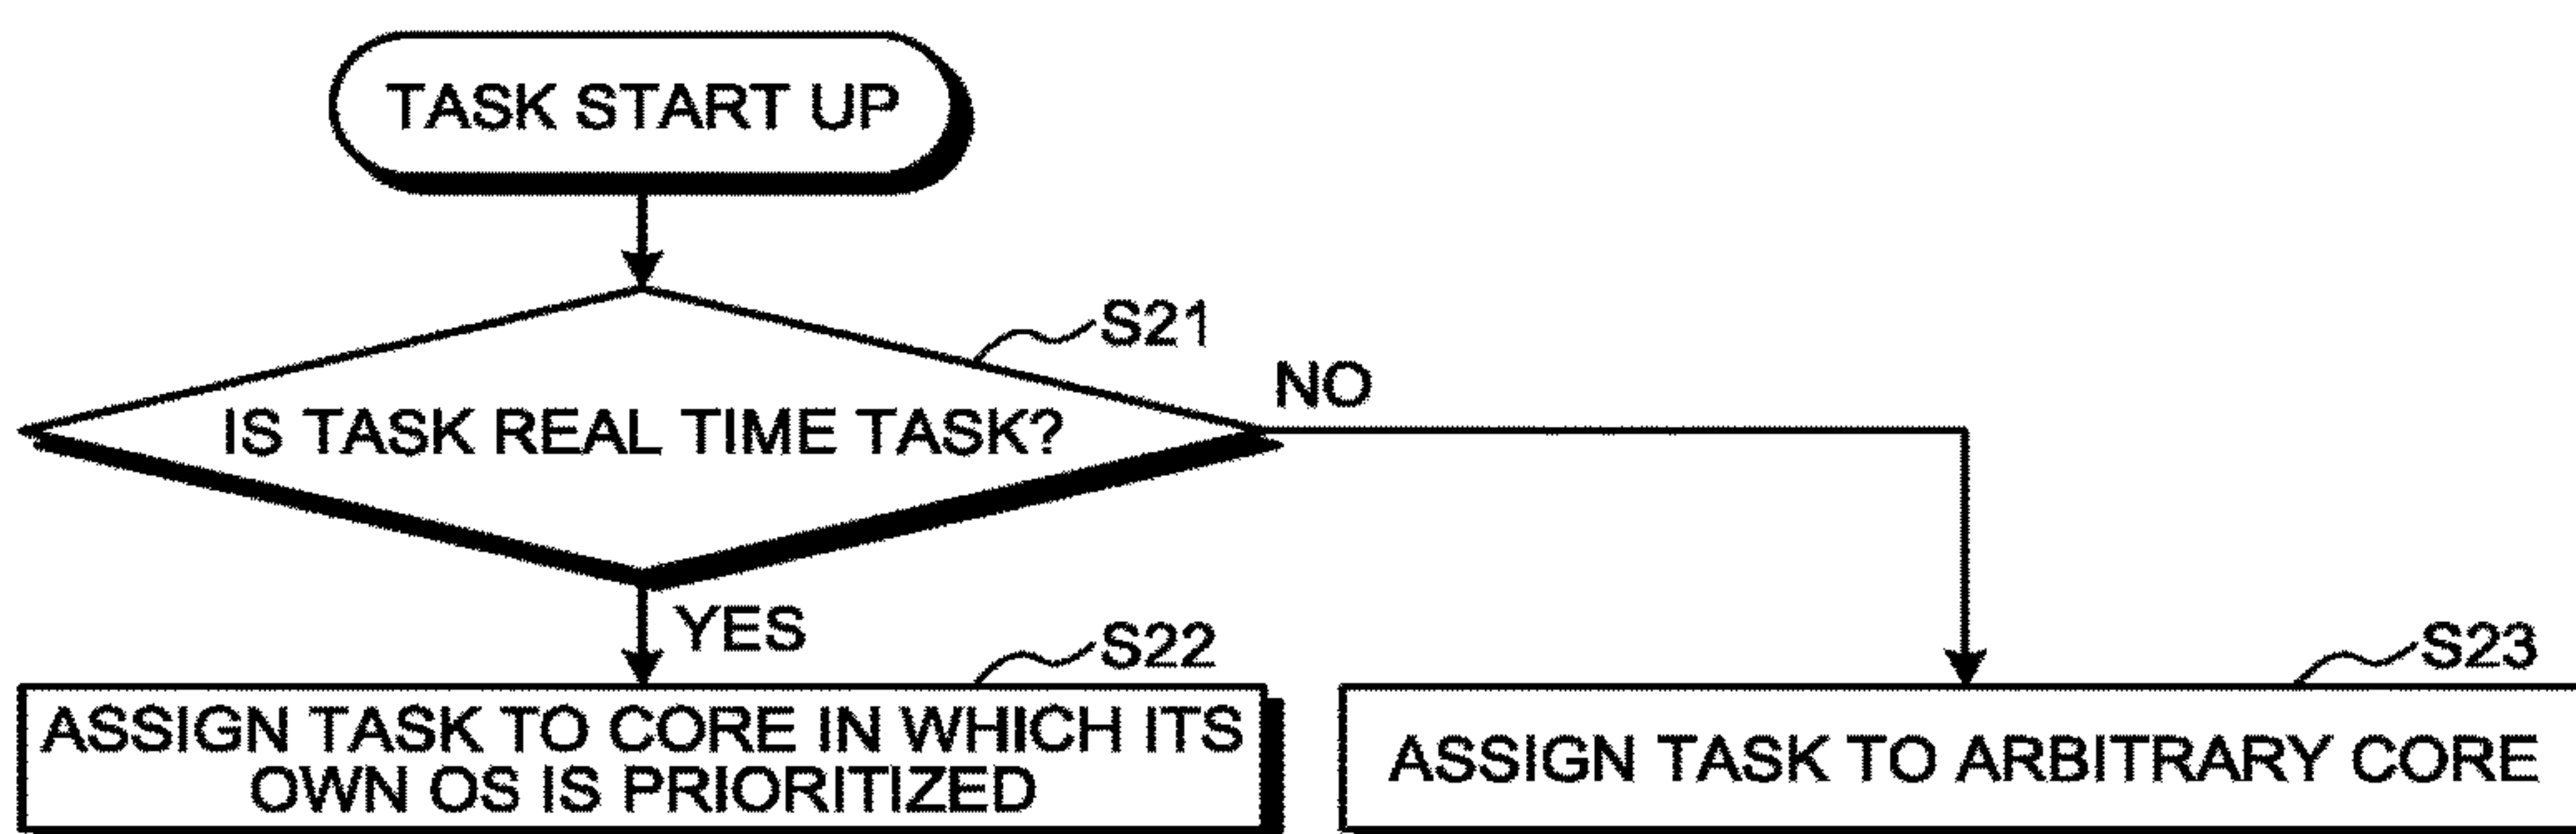 TASK START UP
S21
NO
IS TASK REAL TIME TASK?
YES
S22
S23
ASSIGN TASK TO CORE IN WHICH ITS
OWN OS IS PRIORITIZED
ASSIGN TASK TO ARBITRARY CORE